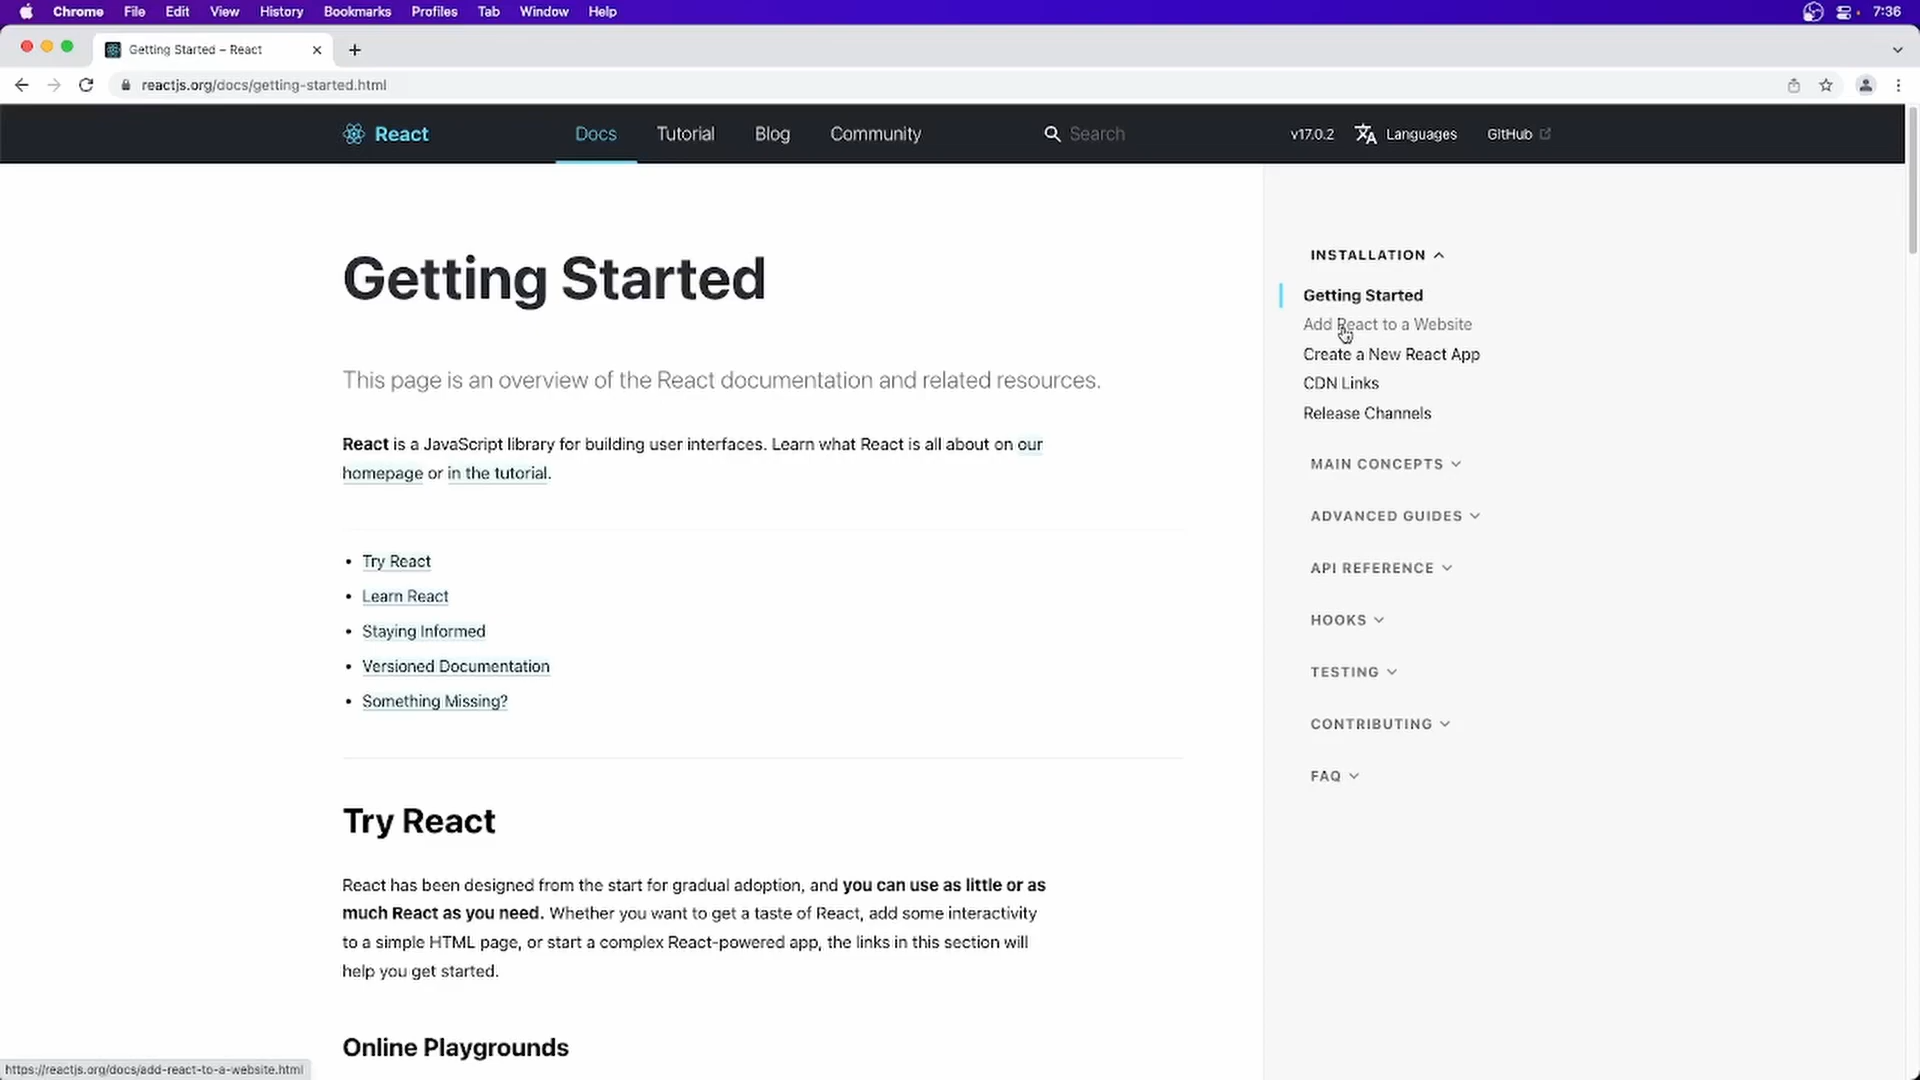 Chrome File Edit View History Bookmarks Profiles Tab Window Help 7:36
Getting Started – React
reactjs.org/docs/getting-started.html
React Docs Tutorial Blog Community Search v17.0.2 Languages GitHub
Getting Started
This page is an overview of the React documentation and related resources.
React is a JavaScript library for building user interfaces. Learn what React is all about on our
homepage or in the tutorial.
• Try React
• Learn React
• Staying Informed
• Versioned Documentation
• Something Missing?
Try React
React has been designed from the start for gradual adoption, and you can use as little or as
much React as you need. Whether you want to get a taste of React, add some interactivity
to a simple HTML page, or start a complex React-powered app, the links in this section will
help you get started.
Online Playgrounds
INSTALLATION
Getting Started
Add React to a Website
Create a New React App
CDN Links
Release Channels
MAIN CONCEPTS
ADVANCED GUIDES
API REFERENCE
HOOKS
TESTING
CONTRIBUTING
FAQ
https://reactjs.org/docs/add-react-to-a-website.html